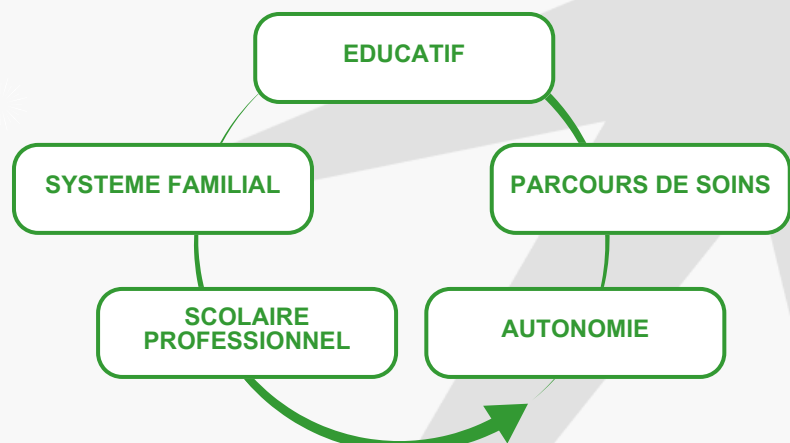 EDUCATIF
SYSTEME FAMILIAL
PARCOURS DE SOINS
SCOLAIRE
PROFESSIONNEL
AUTONOMIE